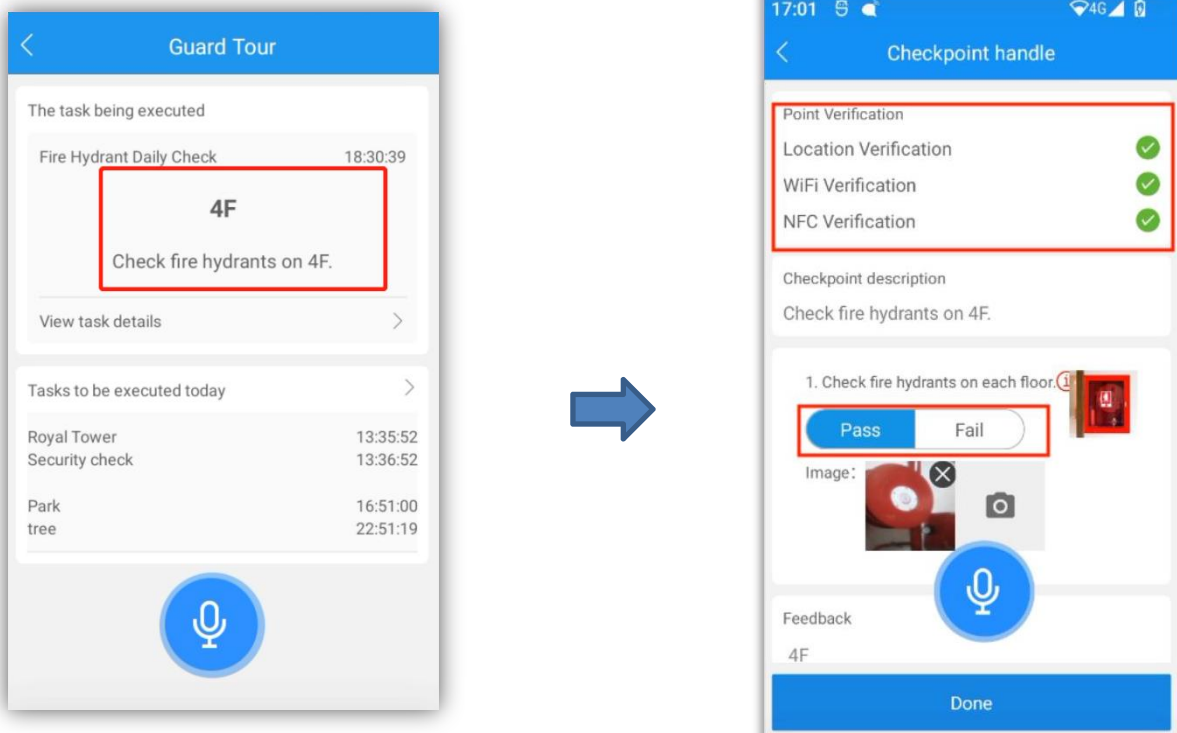 Guard Tour
The task being executed
Fire Hydrant Daily Check 18:30:39
4F
Check fire hydrants on 4F.
View task details
Tasks to be executed today
Royal Tower 13:35:52
Security check 13:36:52
Park 16:51:00
tree 22:51:19
17:01 4G
Checkpoint handle
Point Verification
Location Verification
WiFi Verification
NFC Verification
Checkpoint description
Check fire hydrants on 4F.
1. Check fire hydrants on each floor.
Pass Fail
Image:
Feedback
4F
Done